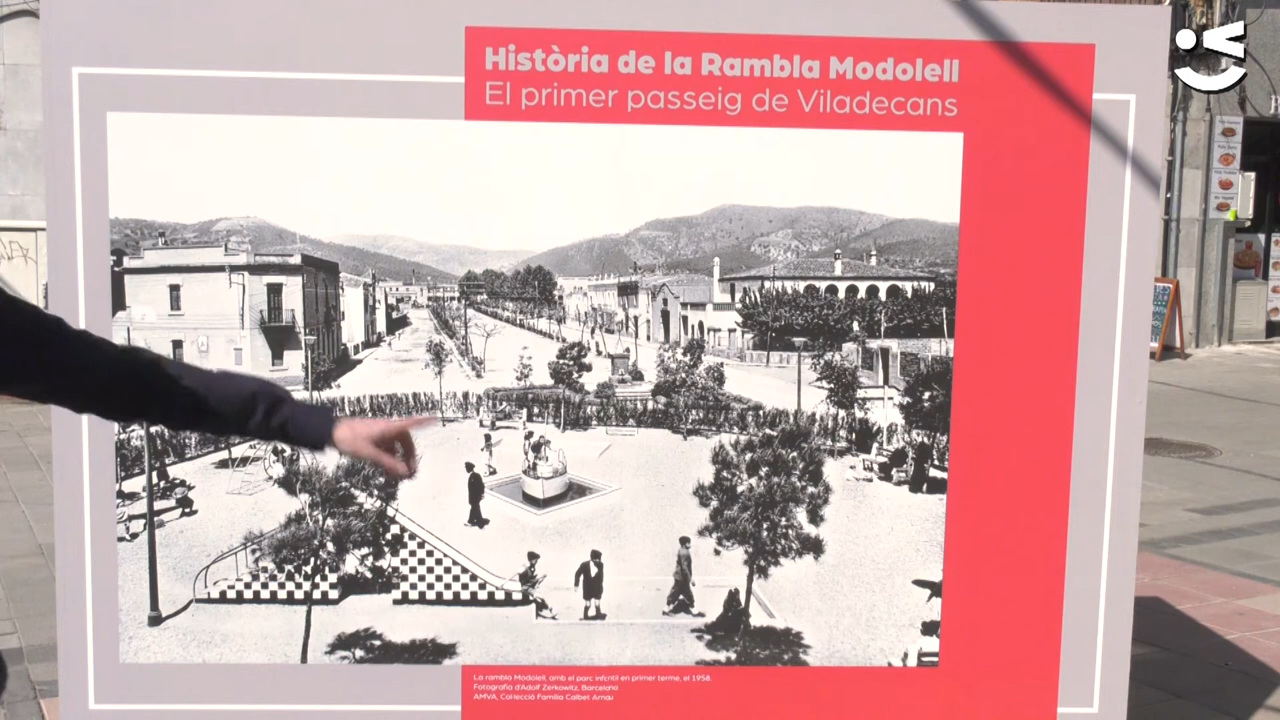 Història de la Rambla Modolell
El primer passeig de Viladecans
La rambla Modolell, amb el parc infantil en primer terme, el 1958.
Fotografia d'Adolf Zerkowitz, Barcelona
AMVA, Col·lecció Família Calbet Arnau